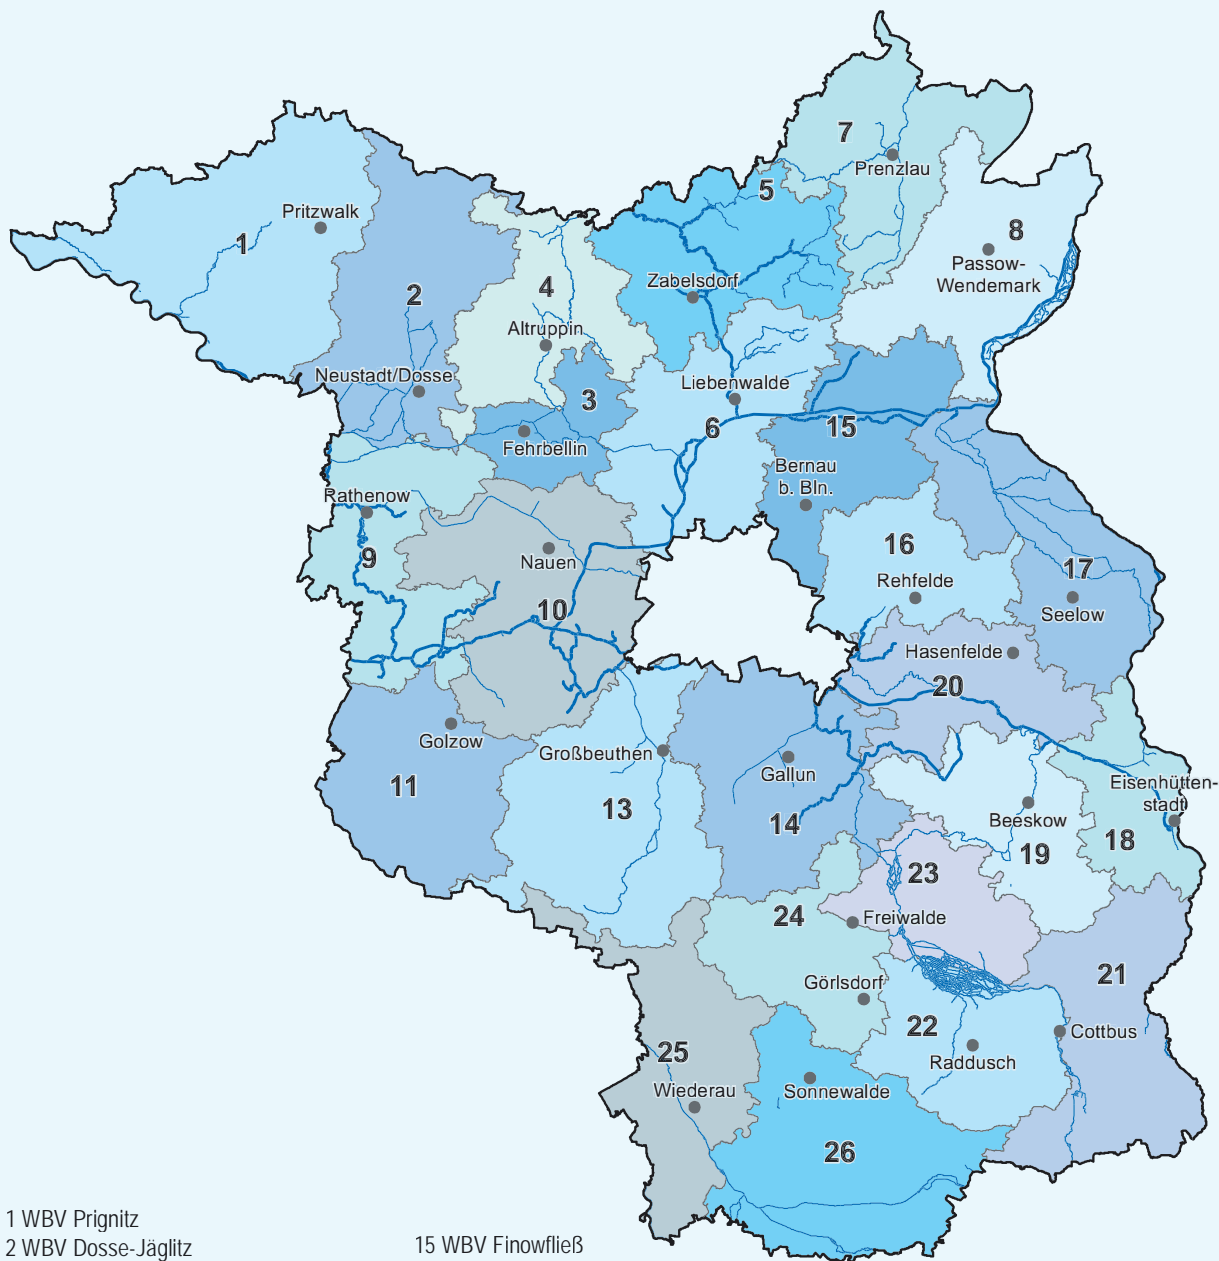 7
Prenzlau
5
Pritzwalk
1
8
Passow-
Wendemark
4
2
Zabelsdorf
Altruppin
Neustadt/Dosse
Liebenwalde
3
6
15
Fehrbellin
Bernau
b. Bln.
Rathenow
16
9
Nauen
17
Rehfelde
10
Seelow
Hasenfelde
20
Golzow
Großbeuthen
Gallun
11
Eisenhütten-
stadt
13
14
Beeskow
18
19
23
24
Freiwalde
21
Görlsdorf
22
Cottbus
25
Raddusch
Wiederau
Sonnewalde
26
1 WBV Prignitz
2 WBV Dosse-Jäglitz
15 WBV Finowfließ